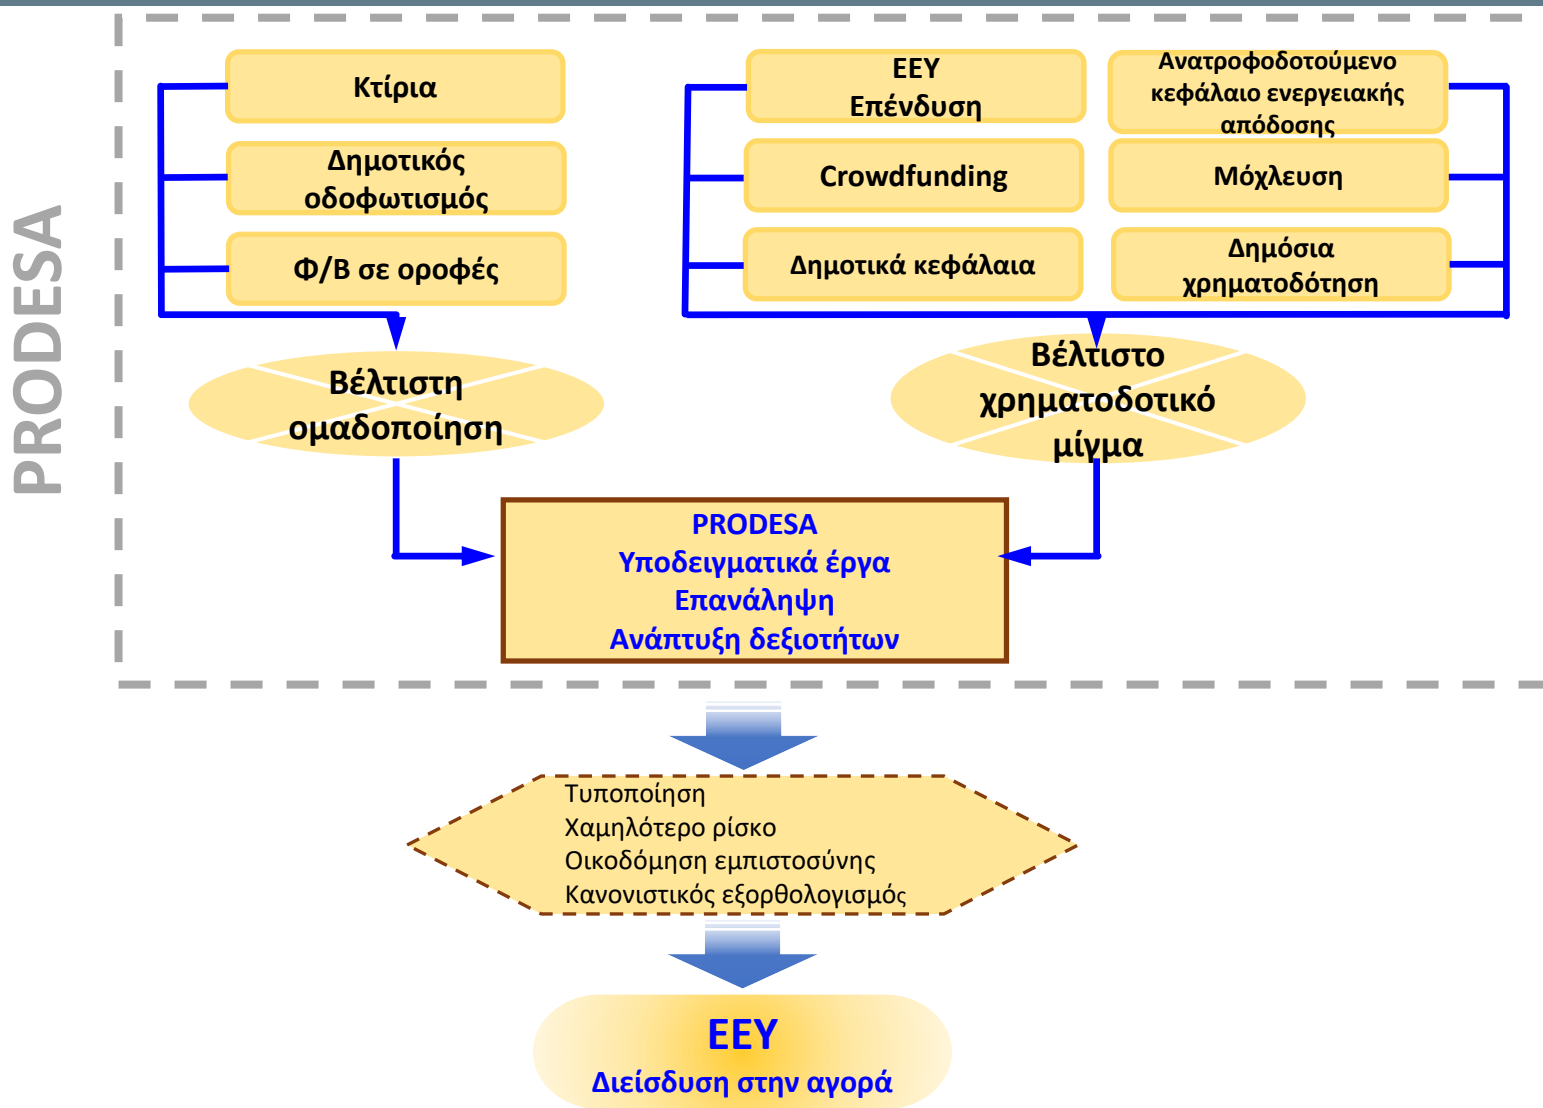 PRODESA
Κτίρια
Δημοτικός
οδοφωτισμός
Φ/Β σε οροφές
ΕΕΥ
Επένδυση
Crowdfunding
Δημοτικά κεφάλαια
Ανατροφοδοτούμενο
κεφάλαιο ενεργειακής
απόδοσης
Μόχλευση
Δημόσια
χρηματοδότηση
Βέλτιστη
ομαδοποίηση
Βέλτιστο
χρηματοδοτικό
μίγμα
PRODESA
Υποδειγματικά έργα
Επανάληψη
Ανάπτυξη δεξιοτήτων
Τυποποίηση
Χαμηλότερο ρίσκο
Οικοδόμηση εμπιστοσύνης
Κανονιστικός εξορθολογισμός
ΕΕΥ
Διείσδυση στην αγορά